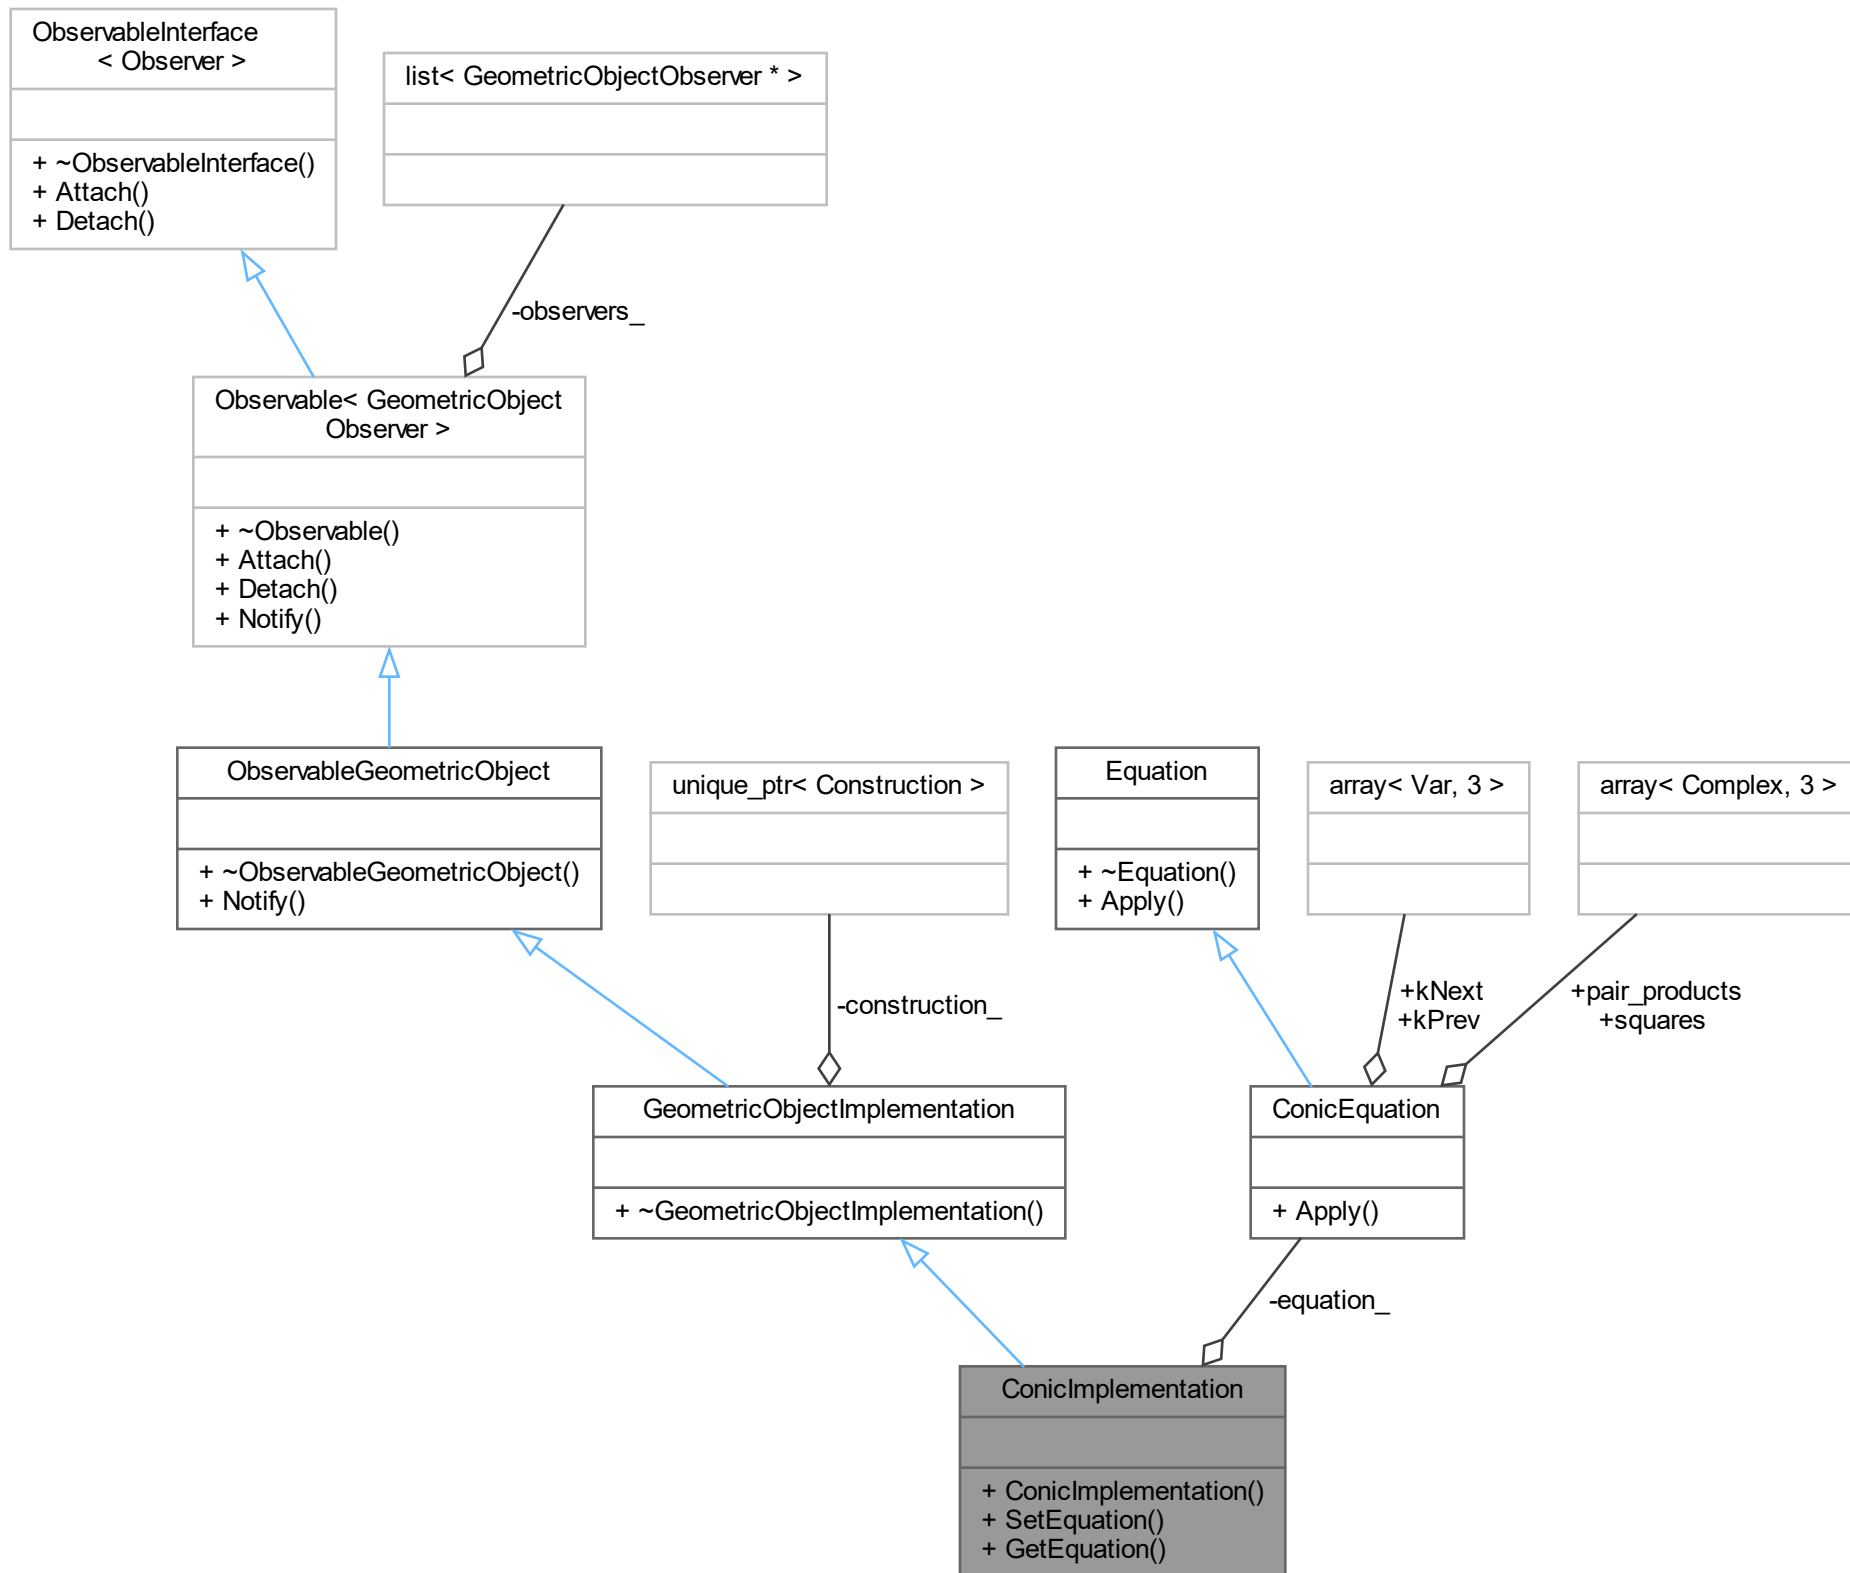 ObservableInterface
< Observer >
+ ~ObservableInterface()
+ Attach()
+ Detach()
list< GeometricObjectObserver * >
-observers_
Observable< GeometricObject
Observer >
+ ~Observable()
+ Attach()
+ Detach()
+ Notify()
ObservableGeometricObject
+ ~ObservableGeometricObject()
+ Notify()
unique_ptr< Construction >
Equation
+ ~Equation()
+ Apply()
array< Var, 3 >
array< Complex, 3 >
-construction_
+kNext
+kPrev
+pair_products
+squares
GeometricObjectImplementation
+ ~GeometricObjectImplementation()
ConicEquation
+ Apply()
-equation_
ConicImplementation
+ ConicImplementation()
+ SetEquation()
+ GetEquation()